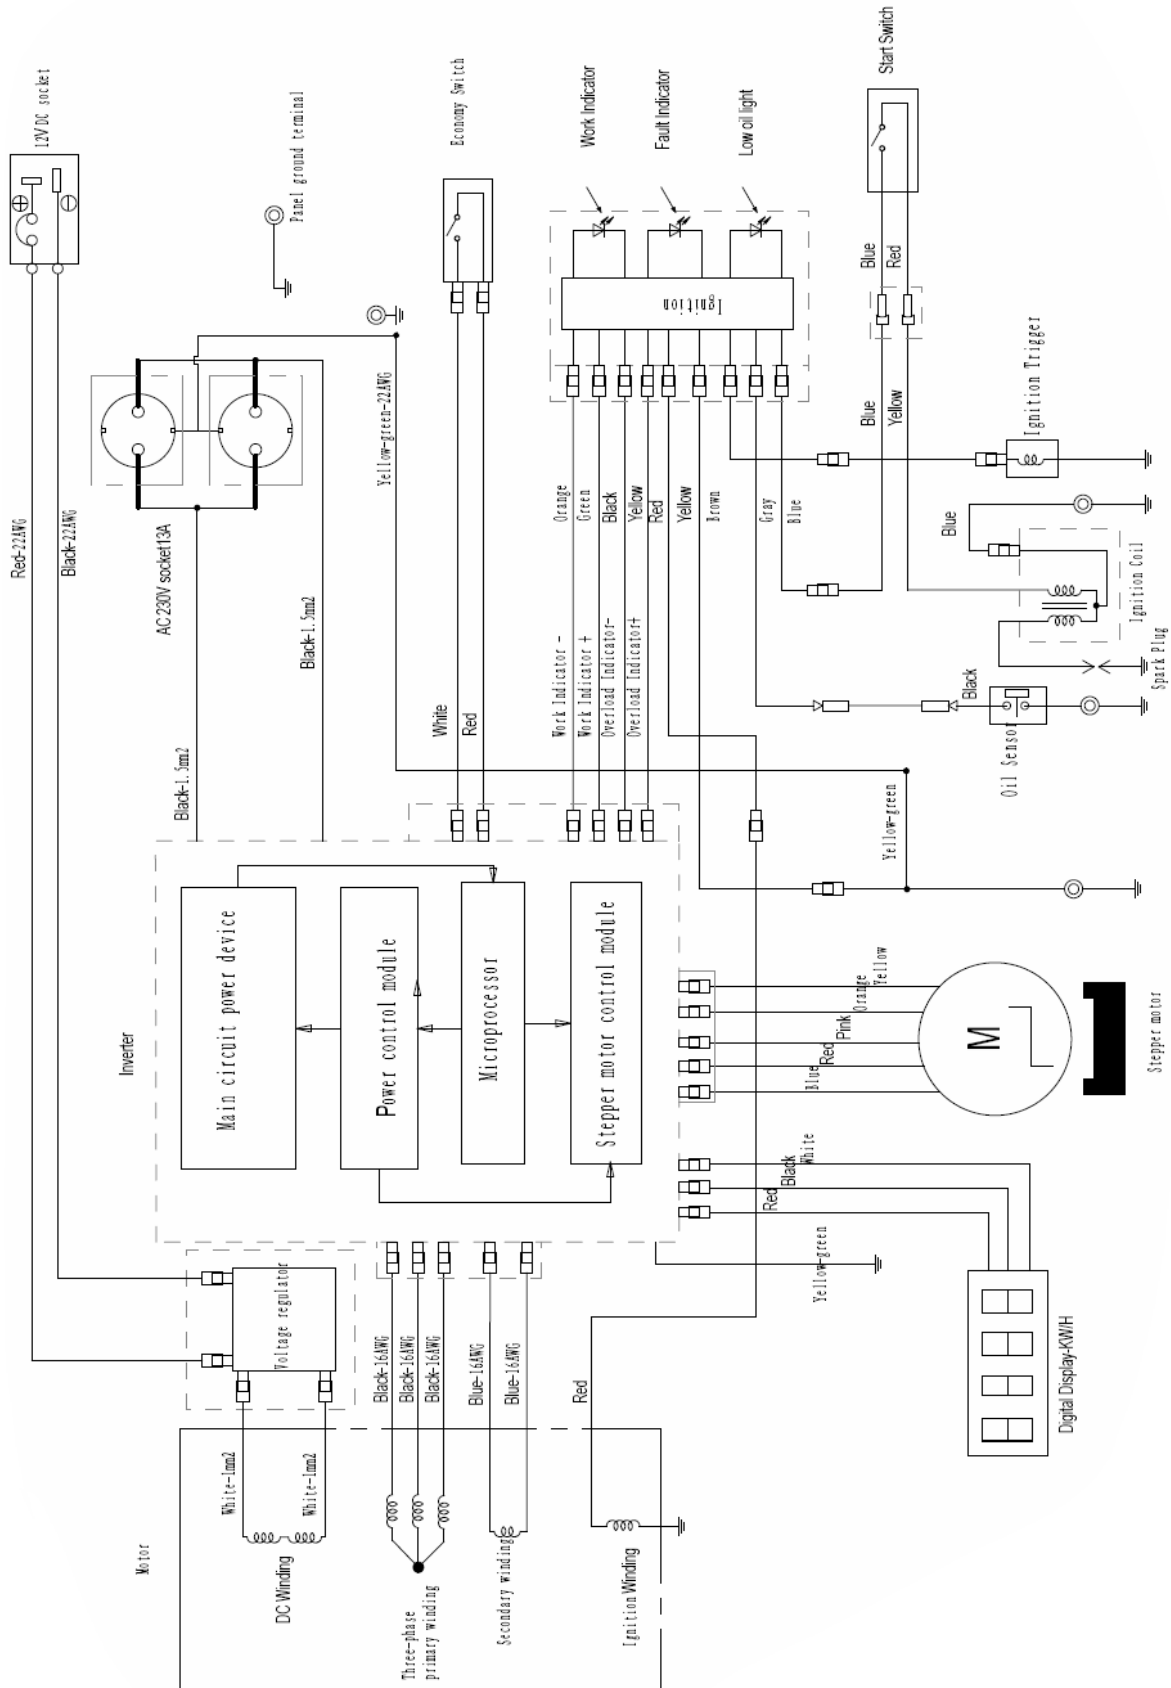 12V DC socket
Red-22AWG
Black-22AWG
Panel ground terminal
AC 230V socket13A
Black-1.5mm2
Black-1.5mm2
Yellow-green-22AWG
Economy Switch
White
Red
Work Indicator
Fault Indicator
Low oil light
Ignition
Orange
Green
Black
Yellow
Red
Yellow
Brown
Gray
Blue
Work Indicator -
Work Indicator +
Overload Indicator-
Overload Indicator+
Start Switch
Blue
Red
Blue
Yellow
Ignition Trigger
Blue
Ignition Coil
Spark Plug
Black
Oil Sensor
Yellow-green
Inverter
Main circuit power device
Power control module
Microprocessor
Stepper motor control module
Yellow
Orange
Pink
Red
Blue
M
Stepper motor
White
Black
Red
Yellow-green
Digital Display-KW/H
Voltage regulator
White-1mm2
White-1mm2
Black-16AWG
Black-16AWG
Black-16AWG
Blue-16AWG
Blue-16AWG
Red
Motor
DC Winding
Three-phase
primary winding
Secondary winding
Ignition Winding